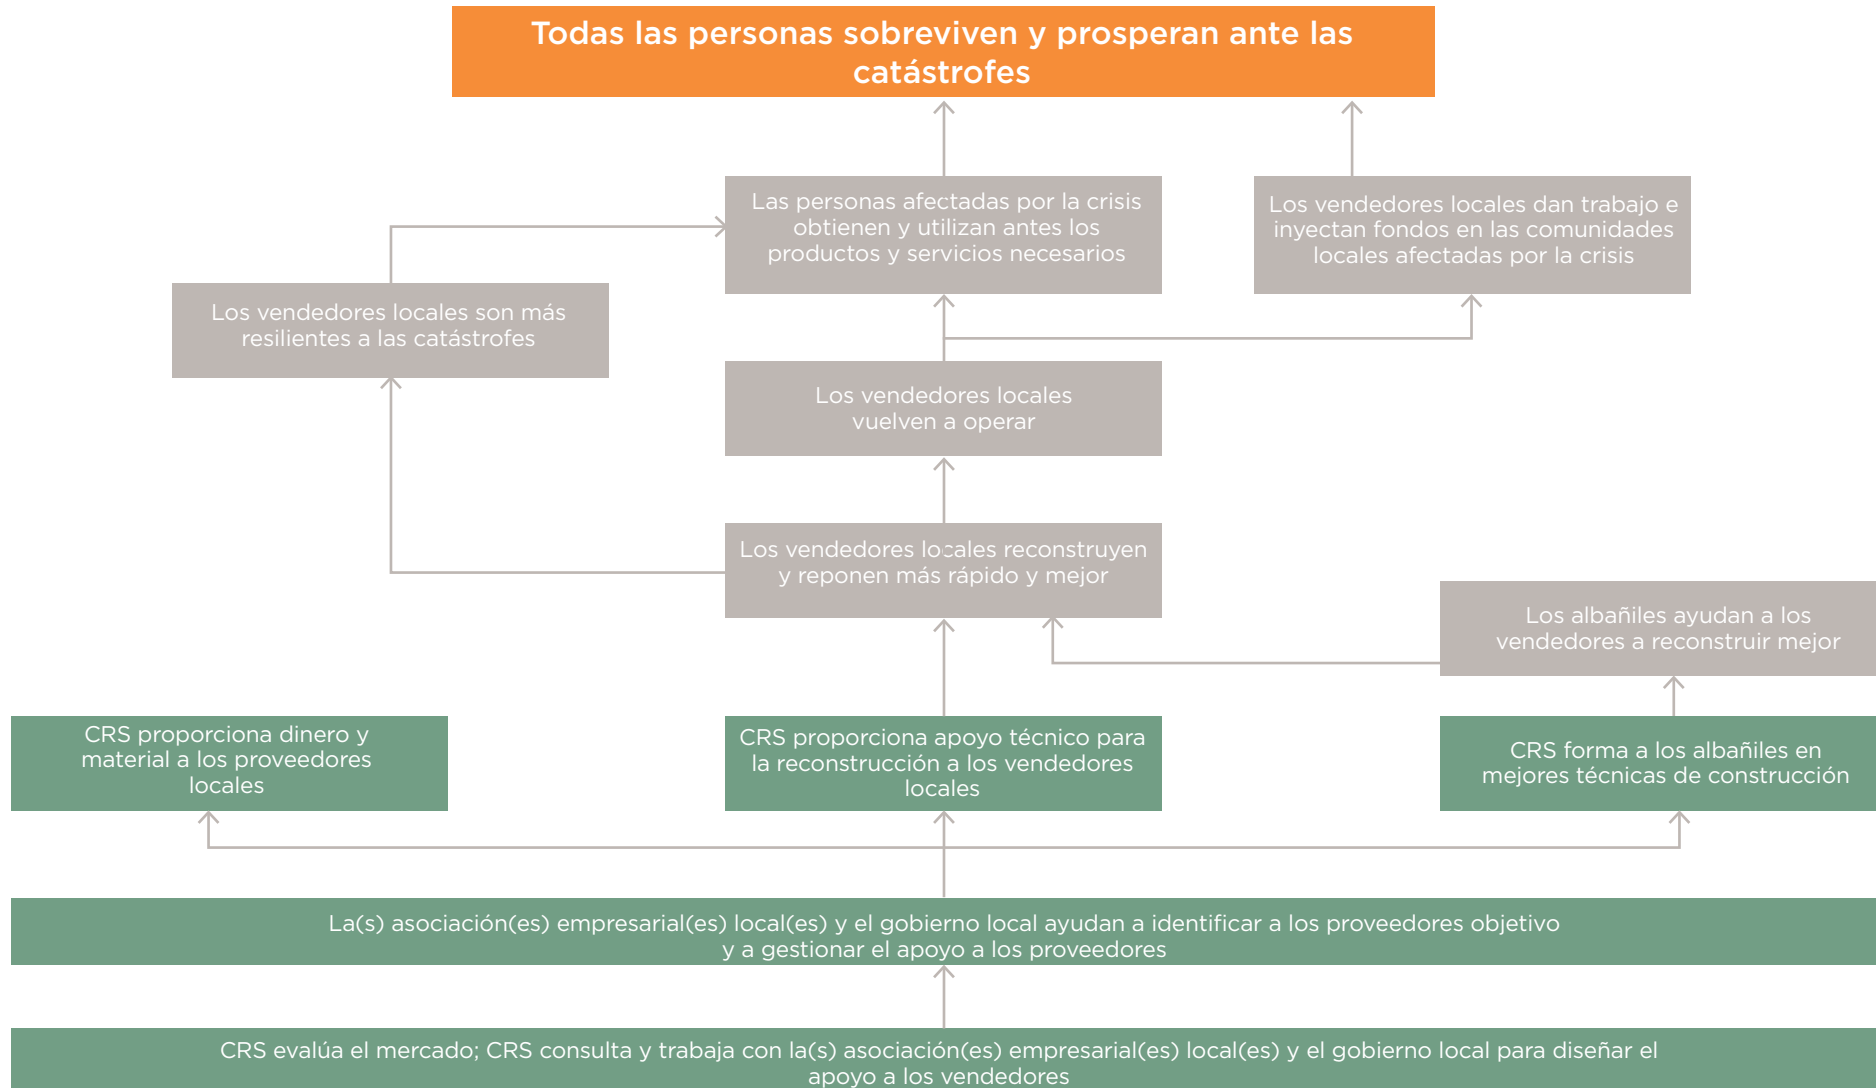 Todas las personas sobreviven y prosperan ante las
catástrofes
Las personas afectadas por la crisis
obtienen y utilizan antes los
productos y servicios necesarios
Los vendedores locales dan trabajo e
inyectan fondos en las comunidades
locales afectadas por la crisis
Los vendedores locales son más
resilientes a las catástrofes
Los vendedores locales
vuelven a operar
Los vendedores locales reconstruyen
y reponen más rápido y mejor
Los albañiles ayudan a los
vendedores a reconstruir mejor
CRS proporciona dinero y
material a los proveedores
locales
CRS proporciona apoyo técnico para
la reconstrucción a los vendedores
locales
CRS forma a los albañiles en
mejores técnicas de construcción
La(s) asociación(es) empresarial(es) local(es) y el gobierno local ayudan a identificar a los proveedores objetivo
y a gestionar el apoyo a los proveedores
CRS evalúa el mercado; CRS consulta y trabaja con la(s) asociación(es) empresarial(es) local(es) y el gobierno local para diseñar el
apoyo a los vendedores